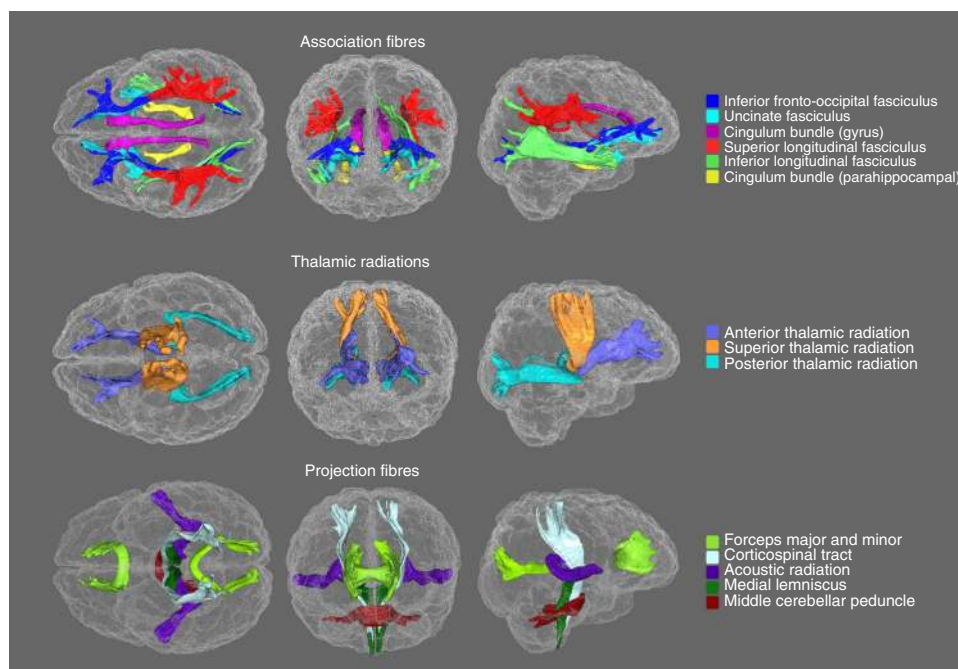 Association fibres
Inferior fronto-occipital fasciculus
Uncinate fasciculus
Cingulum bundle (gyrus)
Superior longitudinal fasciculus
Inferior longitudinal fasciculus
Cingulum bundle (parahippocampal)
Thalamic radiations
Anterior thalamic radiation
Superior thalamic radiation
Posterior thalamic radiation
Projection fibres
Forceps major and minor
Corticospinal tract
Acoustic radiation
Medial lemniscus
Middle cerebellar peduncle